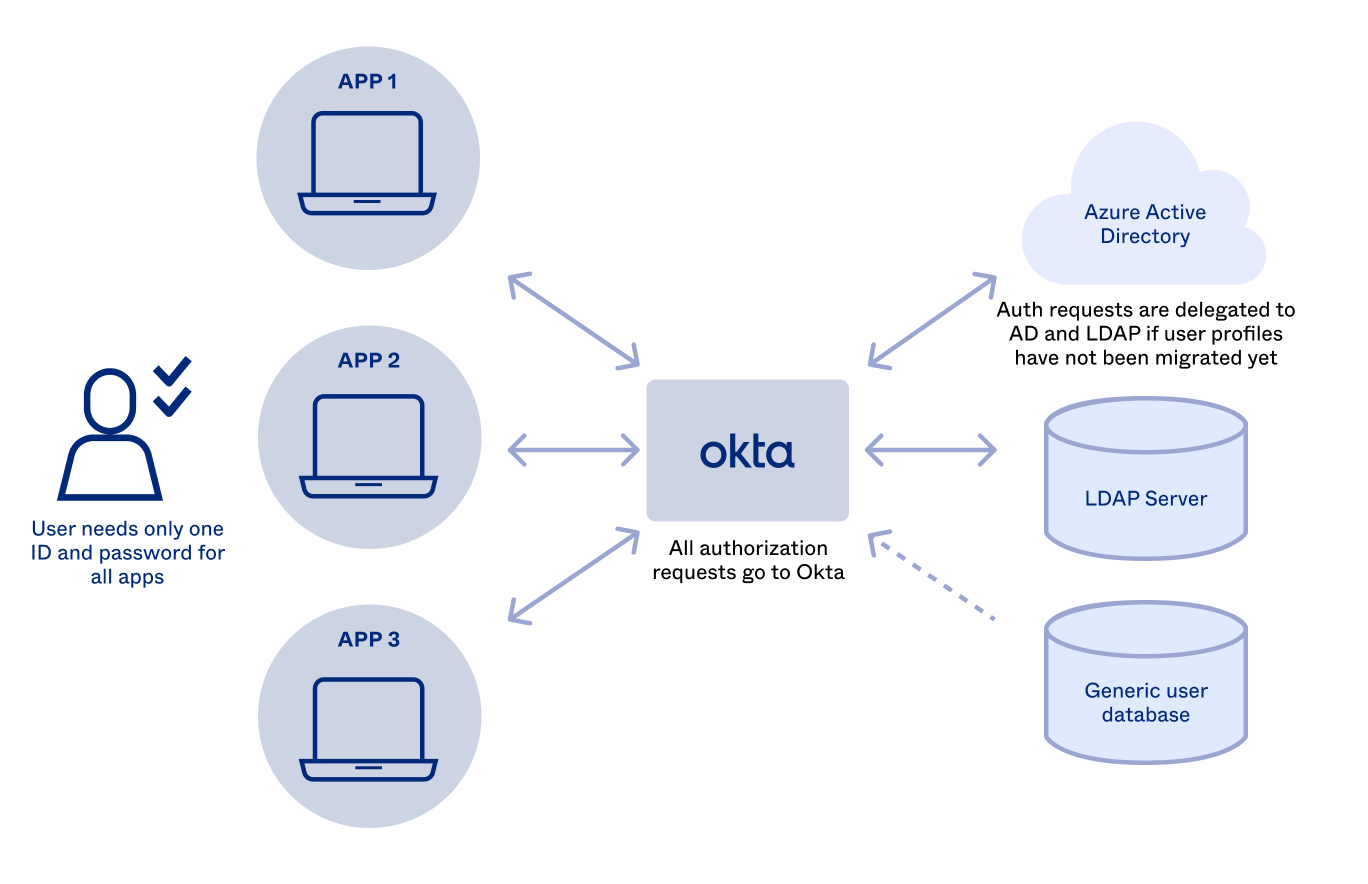 APP 1
APP 2
APP 3
User needs only one
ID and password for
all apps
okta
All authorization
requests go to Okta
Azure Active
Directory
Auth requests are delegated to
AD and LDAP if user profiles
have not been migrated yet
LDAP Server
Generic user
database